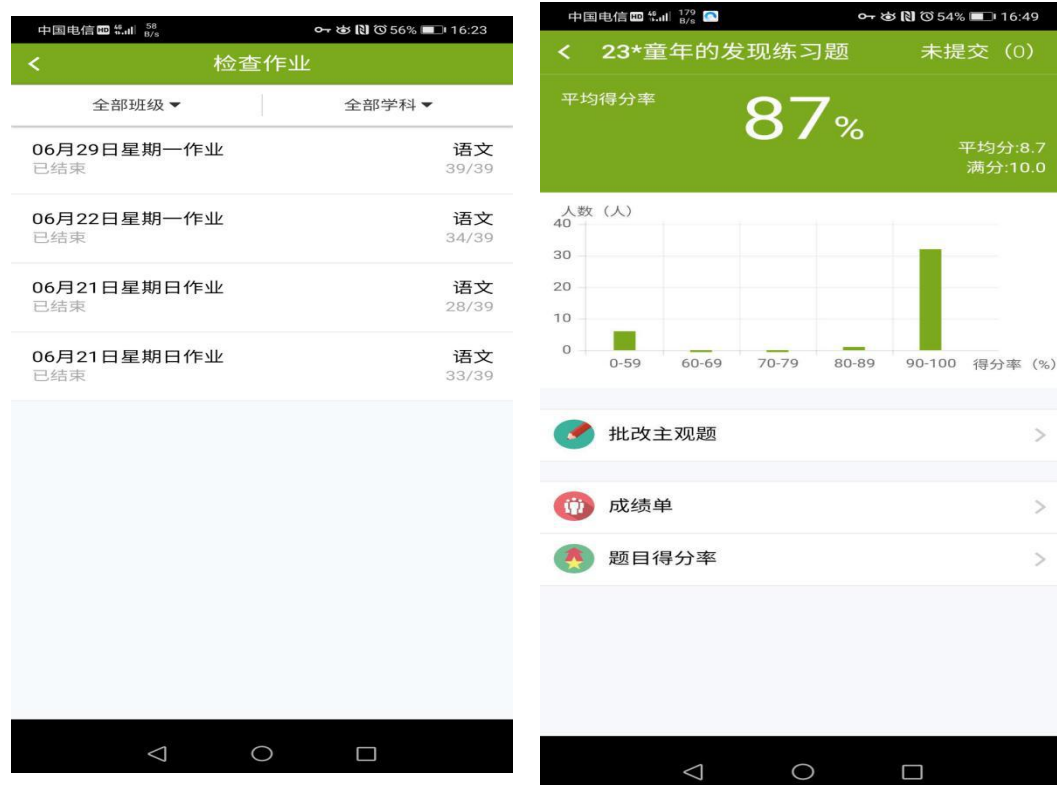 中国电信 HD 4G 58 B/s 56% 16:23
< 检查作业
全部班级 全部学科
06月29日星期一作业 语文
已结束 39/39
06月22日星期一作业 语文
已结束 34/39
06月21日星期日作业 语文
已结束 28/39
06月21日星期日作业 语文
已结束 33/39
中国电信 HD 4G 179 B/s 54% 16:49
< 23*童年的发现练习题 未提交（0）
平均得分率 87%
平均分:8.7
满分:10.0
人数（人）
40
30
20
10
0
0-59 60-69 70-79 80-89 90-100 得分率（%）
批改主观题 >
成绩单 >
题目得分率 >